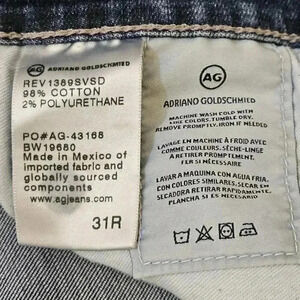 AG ADRIANO GOLDSCHMIED
REV1389SVSD
98% COTTON
2% POLYURETHANE
PO#AG-43168
BW19680
Made in Mexico of
imported fabric and
globally sourced
components
www.agjeans.com
31R
AG
ADRIANO GOLDSCHMIED
MACHINE WASH COLD WITH
LIKE COLORS. TUMBLE DRY.
REMOVE PROMPTLY. IRON IF NEEDED
LAVAGE EN MACHINE À FROID AVEC
COMME COULEURS. SÈCHE-LINGE
A RETIRER PROMPTEMENT.
FER SI NÉCESSAIRE
LAVAR A MAQUINA CON AGUA FRIA.
CON COLORES SIMILARES. SECAR EN
SECADORA RETIRAR RAPIDAMENTE.
PLANCHA SI ES NECESARIO